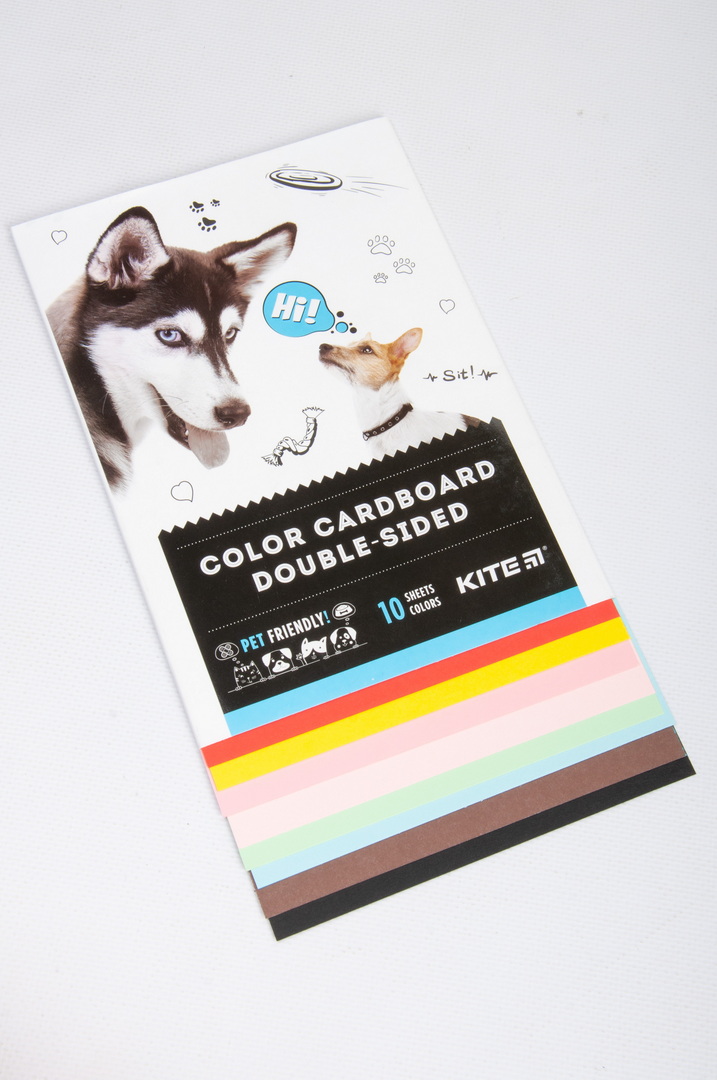 Hi!
Sit!
COLOR CARDBOARD
DOUBLE-SIDED
PET FRIENDLY!
10 SHEETS
COLORS
KITE®